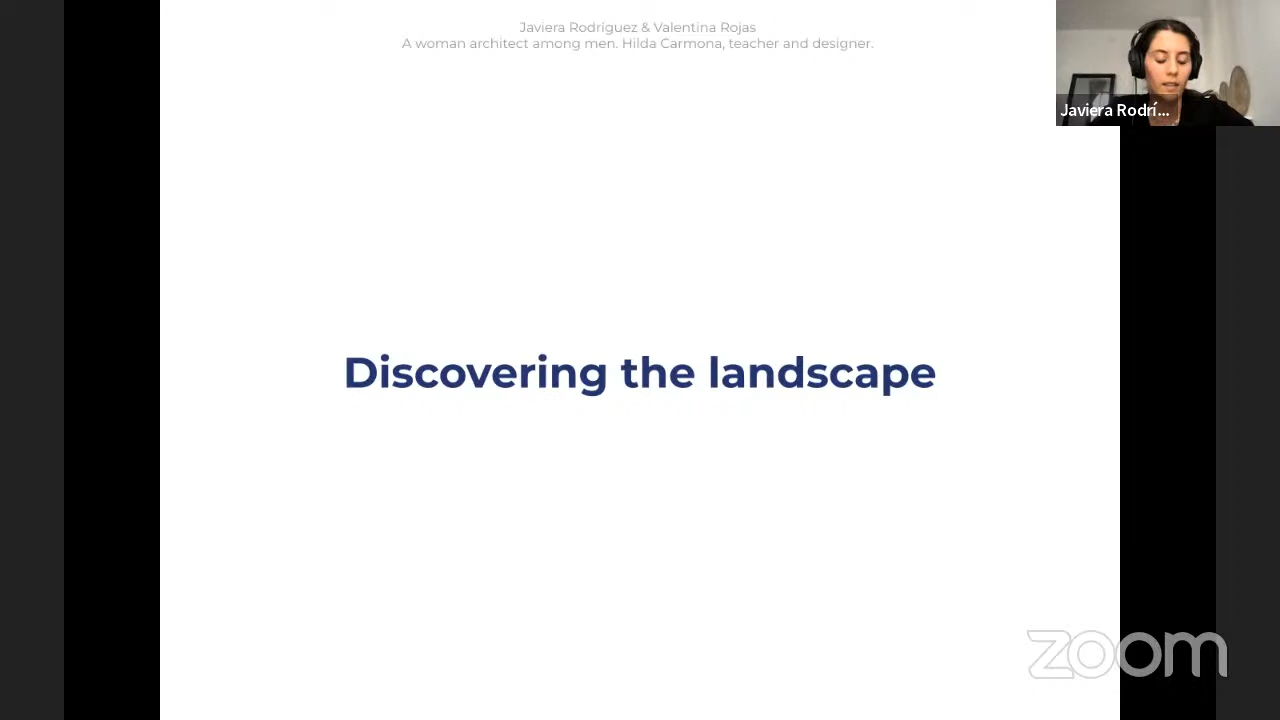 Javiera Rodríguez & Valentina Rojas
A woman architect among men. Hilda Carmona, teacher and designer.
Javiera Rodrí...
Discovering the landscape
zoom